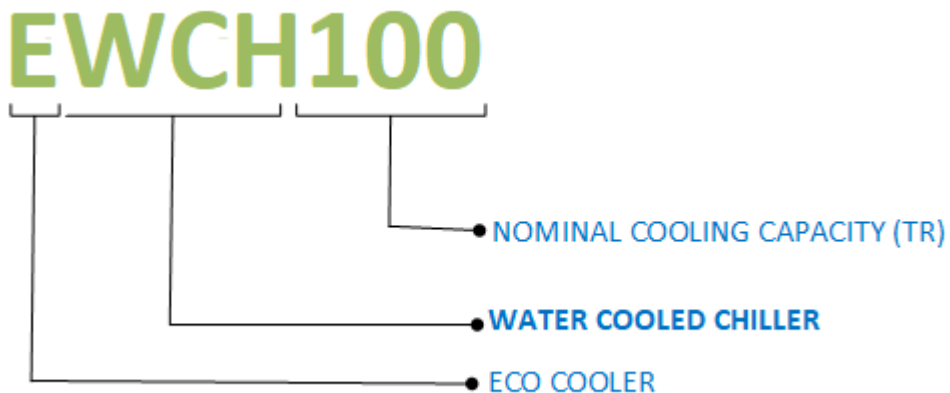 EWCH100
NOMINAL COOLING CAPACITY (TR)
WATER COOLED CHILLER
ECO COOLER